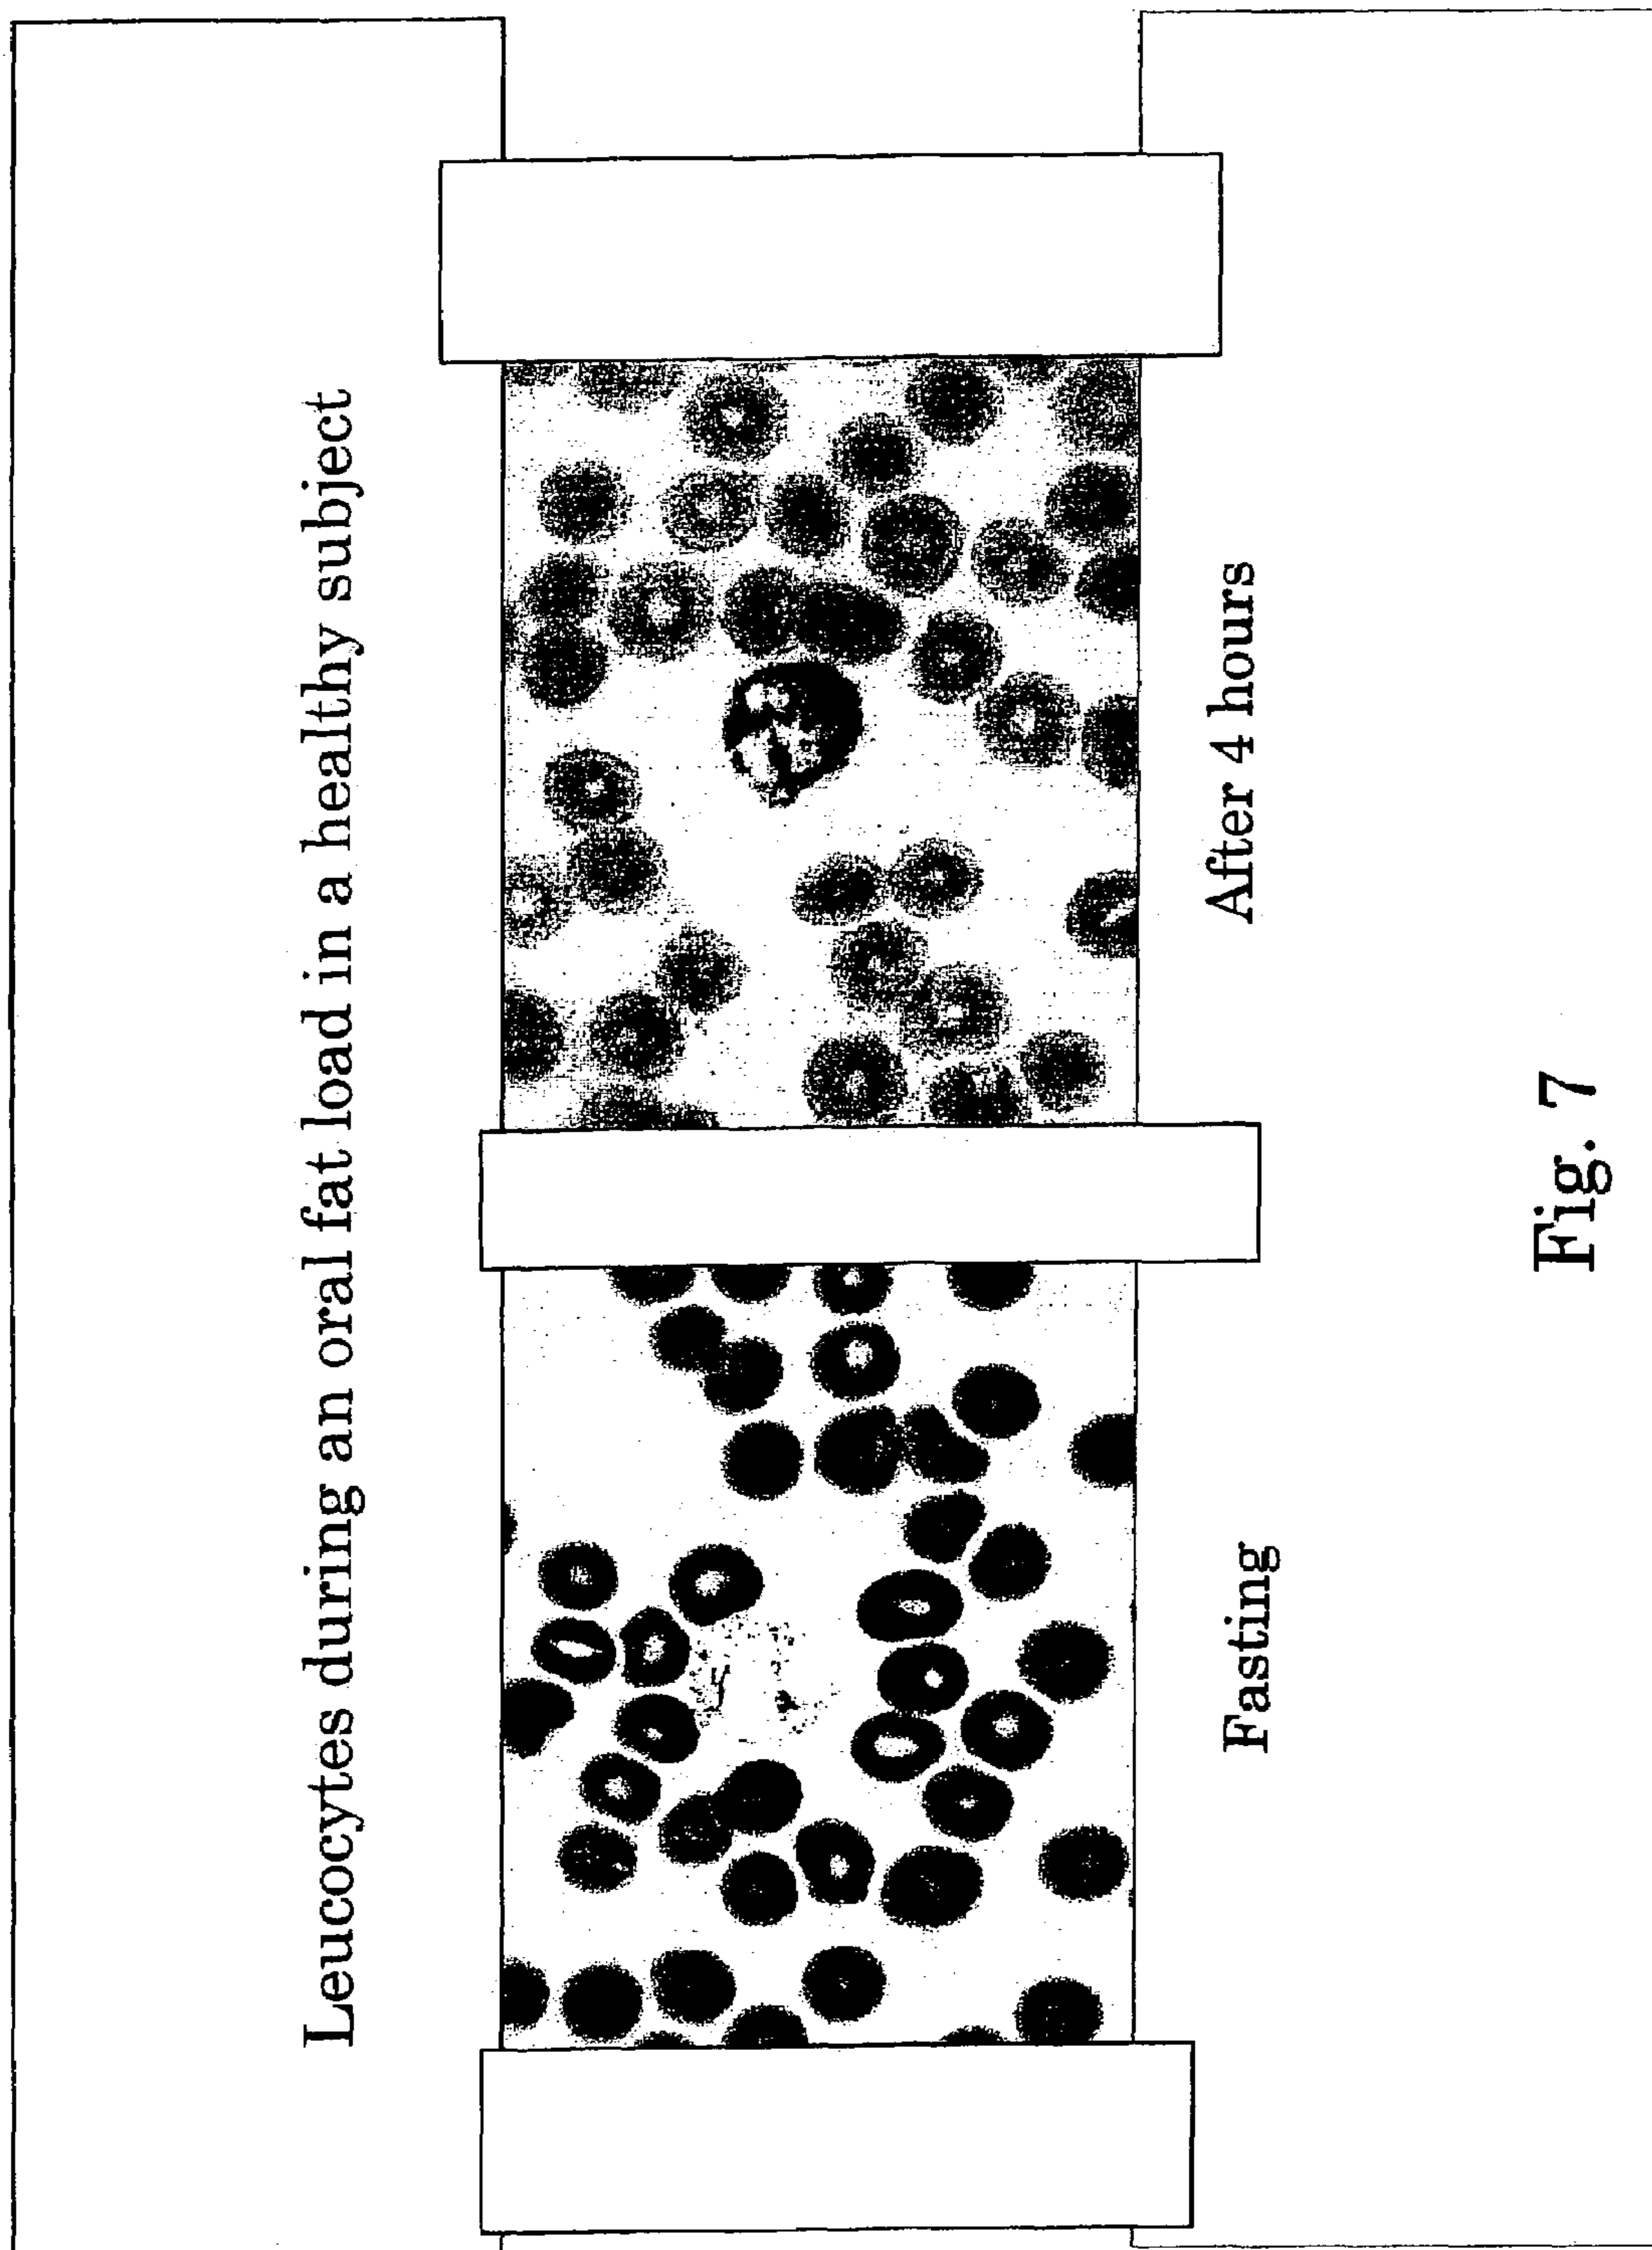 Leucocytes during an oral fat load in a healthy subject
Fasting
After 4 hours
Fig. 7